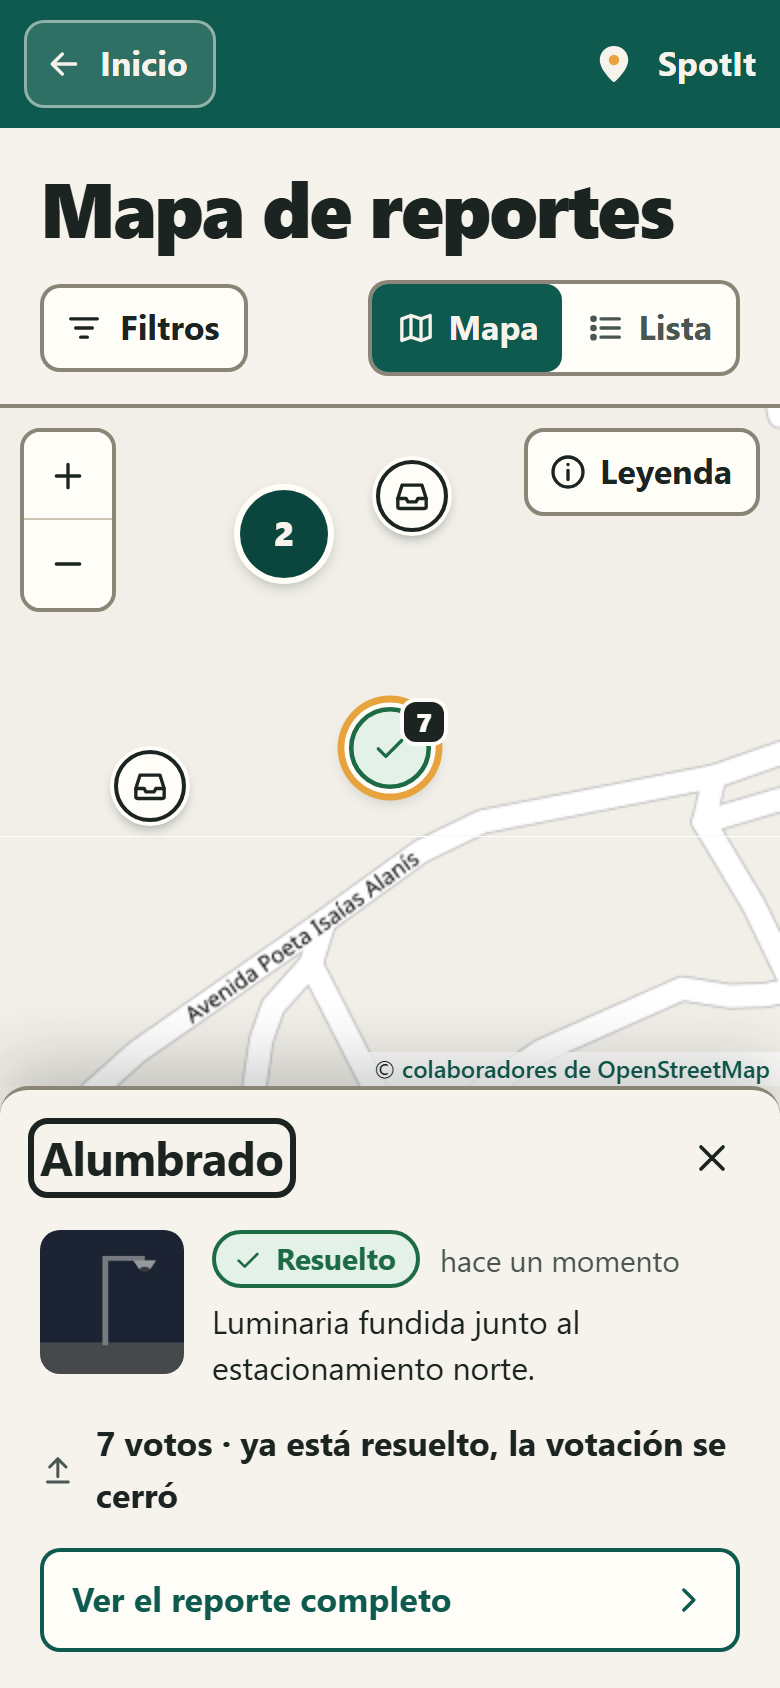 Inicio
SpotIt
Mapa de reportes
Filtros
Mapa
Lista
Leyenda
2
7
Avenida Poeta Isaías Alanís
© colaboradores de OpenStreetMap
Alumbrado
Resuelto hace un momento
Luminaria fundida junto al
estacionamiento norte.
7 votos · ya está resuelto, la votación se
cerró
Ver el reporte completo